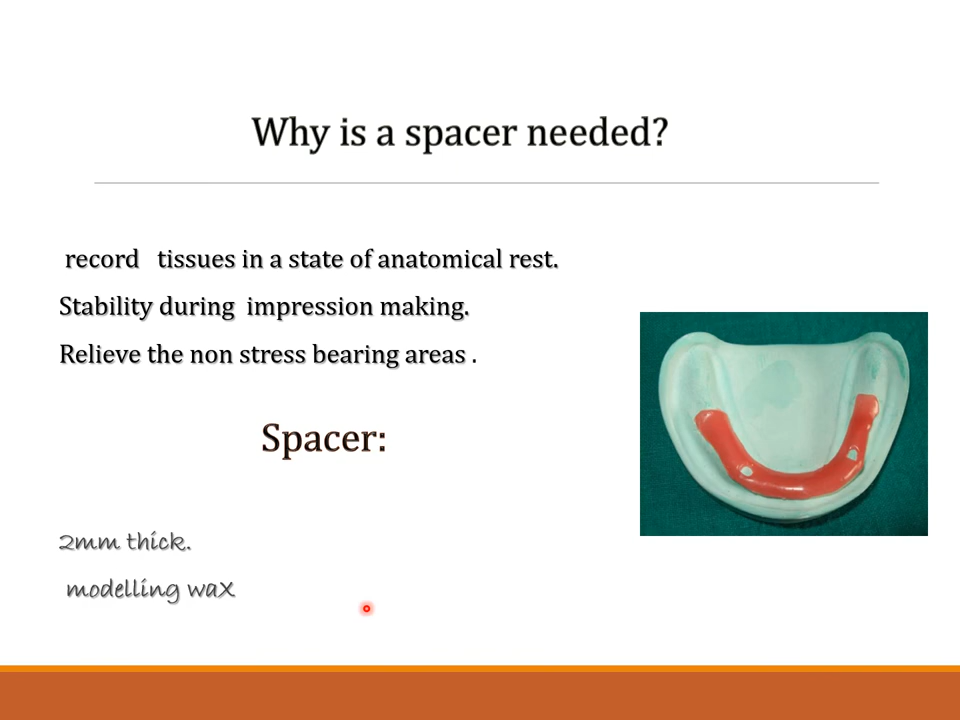 Why is a spacer needed?
record tissues in a state of anatomical rest.
Stability during impression making.
Relieve the non stress bearing areas .
Spacer:
2mm thick.
modelling waX